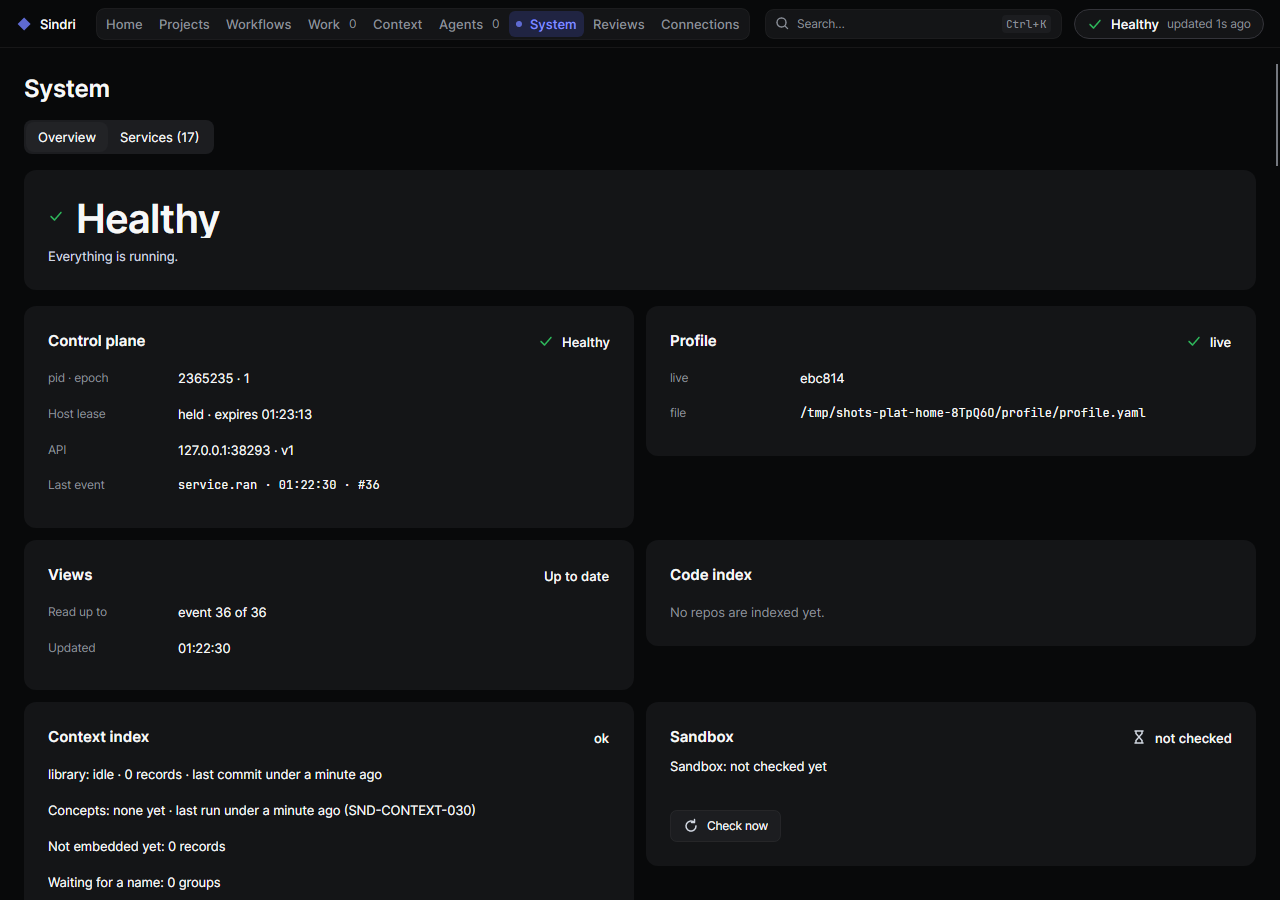 Sindri
Home Projects Workflows Work 0 Context Agents 0 System Reviews Connections
Search... Ctrl+K
Healthy updated 1s ago
System
Overview Services (17)
Healthy
Everything is running.
Control plane Healthy
pid · epoch 2365235 · 1
Host lease held · expires 01:23:13
API 127.0.0.1:38293 · v1
Last event service.ran · 01:22:30 · #36
Profile live
live ebc814
file /tmp/shots-plat-home-8TpQ6O/profile/profile.yaml
Views Up to date
Read up to event 36 of 36
Updated 01:22:30
Code index
No repos are indexed yet.
Context index ok
library: idle · 0 records · last commit under a minute ago
Concepts: none yet · last run under a minute ago (SND-CONTEXT-030)
Not embedded yet: 0 records
Waiting for a name: 0 groups
Sandbox not checked
Sandbox: not checked yet
Check now